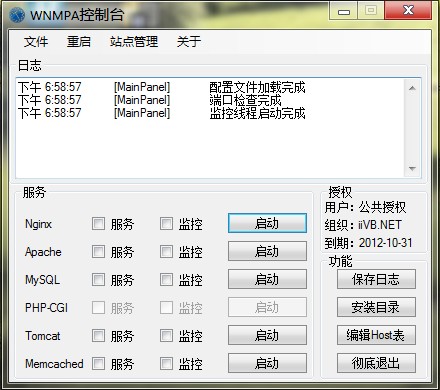 WNMPA控制台
文件 重启 站点管理 关于
日志
下午 6:58:57 [MainPanel] 配置文件加载完成
下午 6:58:57 [MainPanel] 端口检查完成
下午 6:58:57 [MainPanel] 监控线程启动完成
服务
Nginx 服务 监控 启动
Apache 服务 监控 启动
MySQL 服务 监控 启动
PHP-CGI 服务 监控 启动
Tomcat 服务 监控 启动
Memcached 服务 监控 启动
授权
用户：公共授权
组织：iiVB.NET
到期：2012-10-31
功能
保存日志
安装目录
编辑Host表
彻底退出